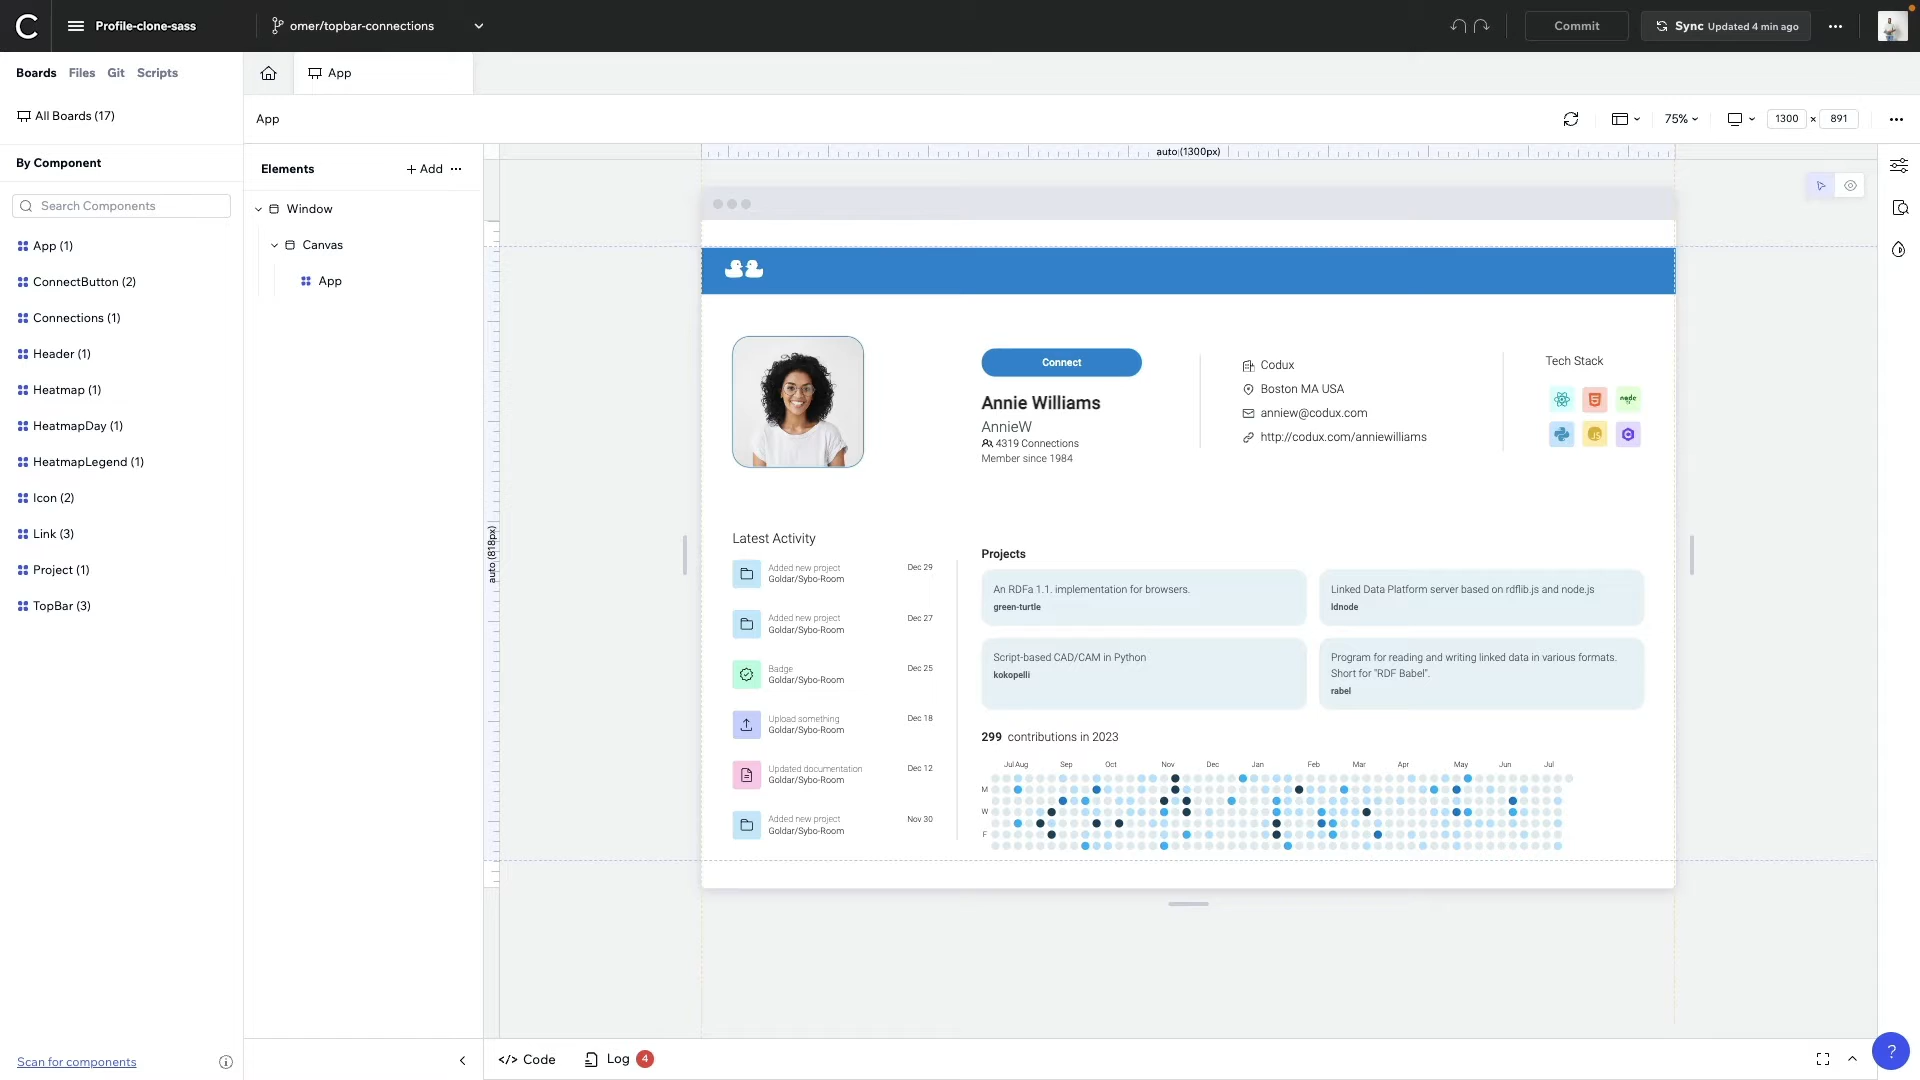 Profile-clone-sass
omer/topbar-connections
Commit
Sync Updated 4 min ago
Boards Files Git Scripts
App
All Boards (17)
App
75%
1300 × 891
By Component
Elements
+ Add
auto (1300px)
Search Components
Window
Canvas
App
App (1)
ConnectButton (2)
Connections (1)
Header (1)
Heatmap (1)
HeatmapDay (1)
HeatmapLegend (1)
Icon (2)
Link (3)
Project (1)
TopBar (3)
auto (818px)
Connect
Annie Williams
AnnieW
4319 Connections
Member since 1984
Codux
Boston MA USA
anniew@codux.com
http://codux.com/anniewilliams
Tech Stack
node
JS
Latest Activity
Added new project
Goldar/Sybo-Room
Dec 29
Added new project
Goldar/Sybo-Room
Dec 27
Badge
Goldar/Sybo-Room
Dec 25
Upload something
Goldar/Sybo-Room
Dec 18
Updated documentation
Goldar/Sybo-Room
Dec 12
Added new project
Goldar/Sybo-Room
Nov 30
Projects
An RDFa 1.1. implementation for browsers.
green-turtle
Linked Data Platform server based on rdflib.js and node.js
ldnode
Script-based CAD/CAM in Python
kokopelli
Program for reading and writing linked data in various formats.
Short for "RDF Babel".
rabel
299 contributions in 2023
Jul Aug Sep Oct Nov Dec Jan Feb Mar Apr May Jun Jul
M
W
F
Scan for components
</> Code
Log 4
?